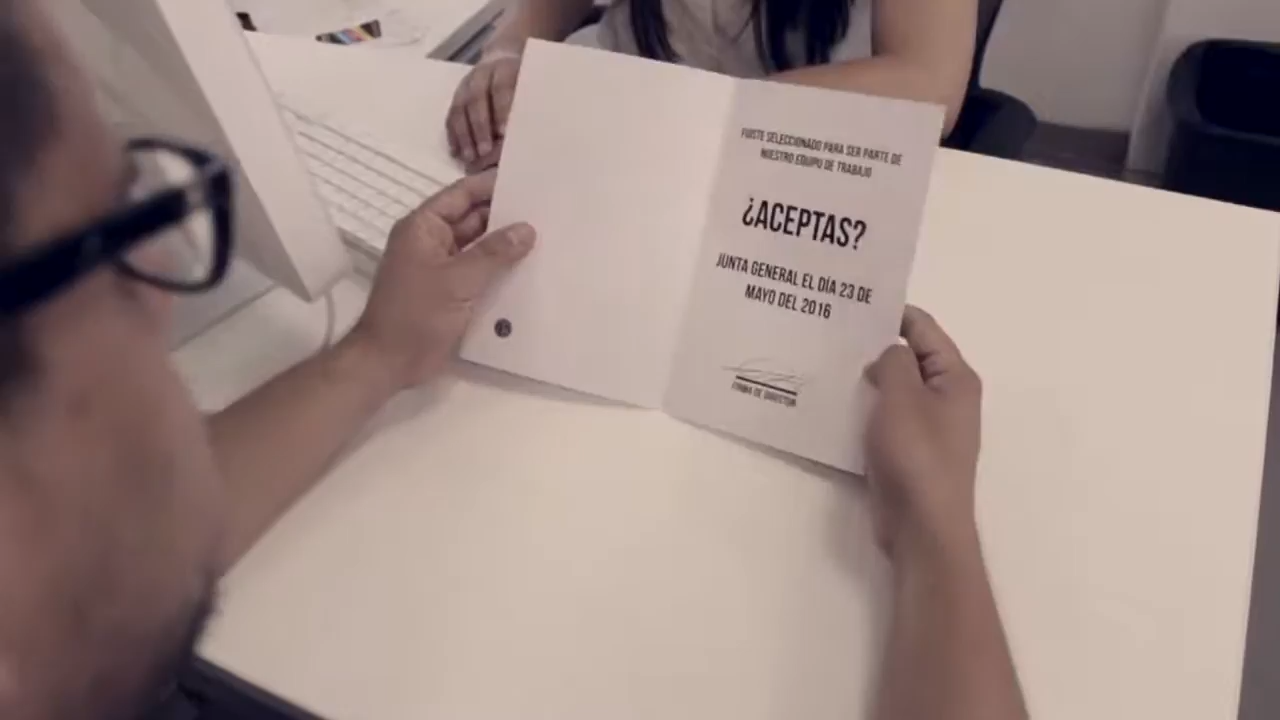 FUISTE SELECCIONADO PARA SER PARTE DE
NUESTRO EQUIPO DE TRABAJO
¿ACEPTAS?
JUNTA GENERAL EL DÍA 23 DE
MAYO DEL 2016
FIRMA DE DIRECTOR